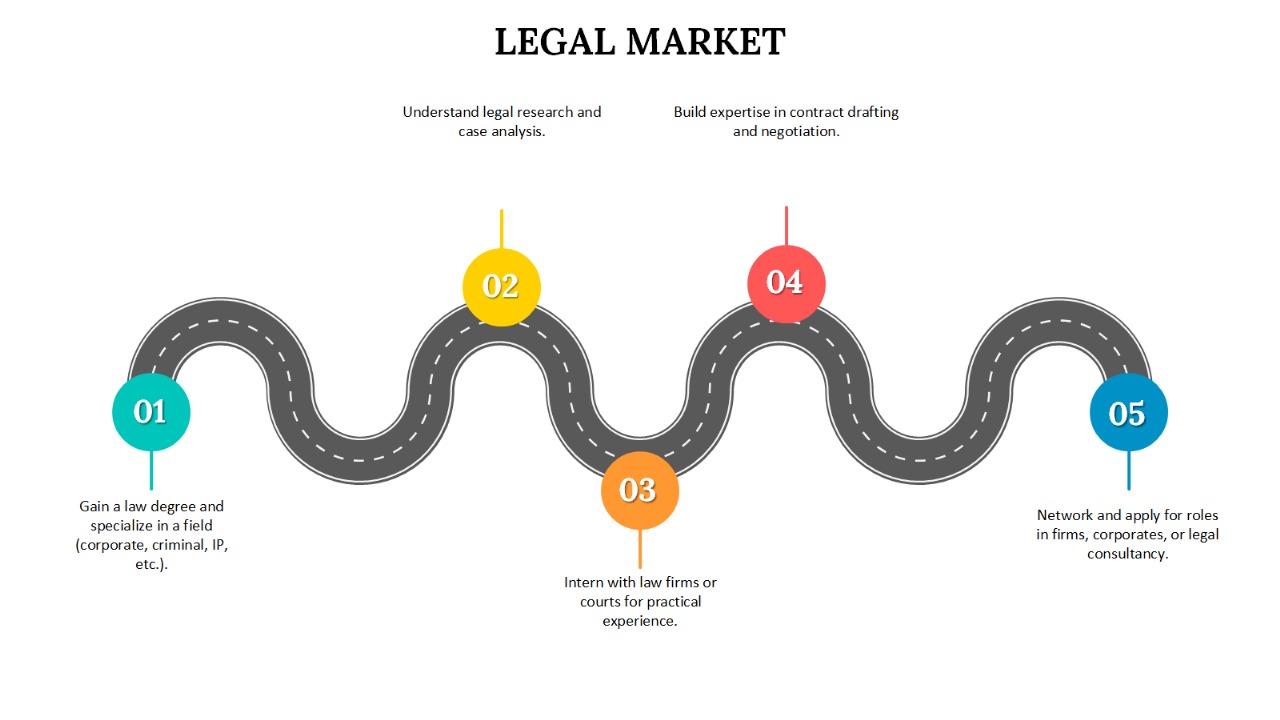 LEGAL MARKET
Understand legal research and
case analysis.
Build expertise in contract drafting
and negotiation.
02
04
01
05
03
Gain a law degree and
specialize in a field
(corporate, criminal, IP,
etc.).
Network and apply for roles
in firms, corporates, or legal
consultancy.
Intern with law firms or
courts for practical
experience.